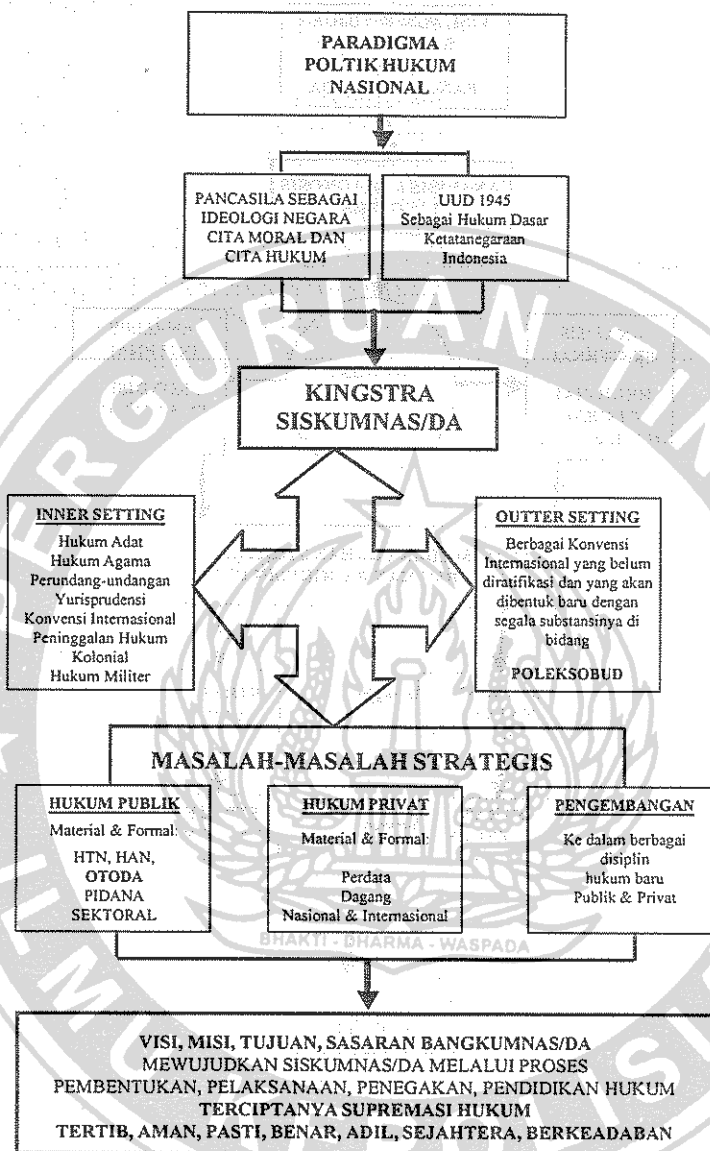 PARADIGMA
POLTIK HUKUM
NASIONAL
PANCASILA SEBAGAI
IDEOLOGI NEGARA
CITA MORAL DAN
CITA HUKUM
UUD 1945
Sebagai Hukum Dasar
Ketatanegaraan
Indonesia
KINGSTRA
SISKUMNAS/DA
INNER SETTING
Hukum Adat
Hukum Agama
Perundang-undangan
Yurisprudensi
Konvensi Internasional
Peninggalan Hukum
Kolonial
Hukum Militer
OUTTER SETTING
Berbagai Konvensi
Internasional yang belum
diratifikasi dan yang akan
dibentuk baru dengan
segala substansinya di
bidang
POLEKSOBUD
MASALAH-MASALAH STRATEGIS
HUKUM PUBLIK
Material & Formal:
HTN, HAN,
OTODA
PIDANA
SEKTORAL
HUKUM PRIVAT
Material & Formal:
Perdata
Dagang
Nasional & Internasional
PENGEMBANGAN
Ke dalam berbagai
disiplin
hukum baru
Publik & Privat
BHAKTI - DHARMA - WASPADA
VISI, MISI, TUJUAN, SASARAN BANGKUMNAS/DA
MEWUJUDKAN SISKUMNAS/DA MELALUI PROSES
PEMBENTUKAN, PELAKSANAAN, PENEGAKAN, PENDIDIKAN HUKUM
TERCIPTANYA SUPREMASI HUKUM
TERTIB, AMAN, PASTI, BENAR, ADIL, SEJAHTERA, BERKEADABAN
PERGURUAN TIN
ILMU KEPOLISIA